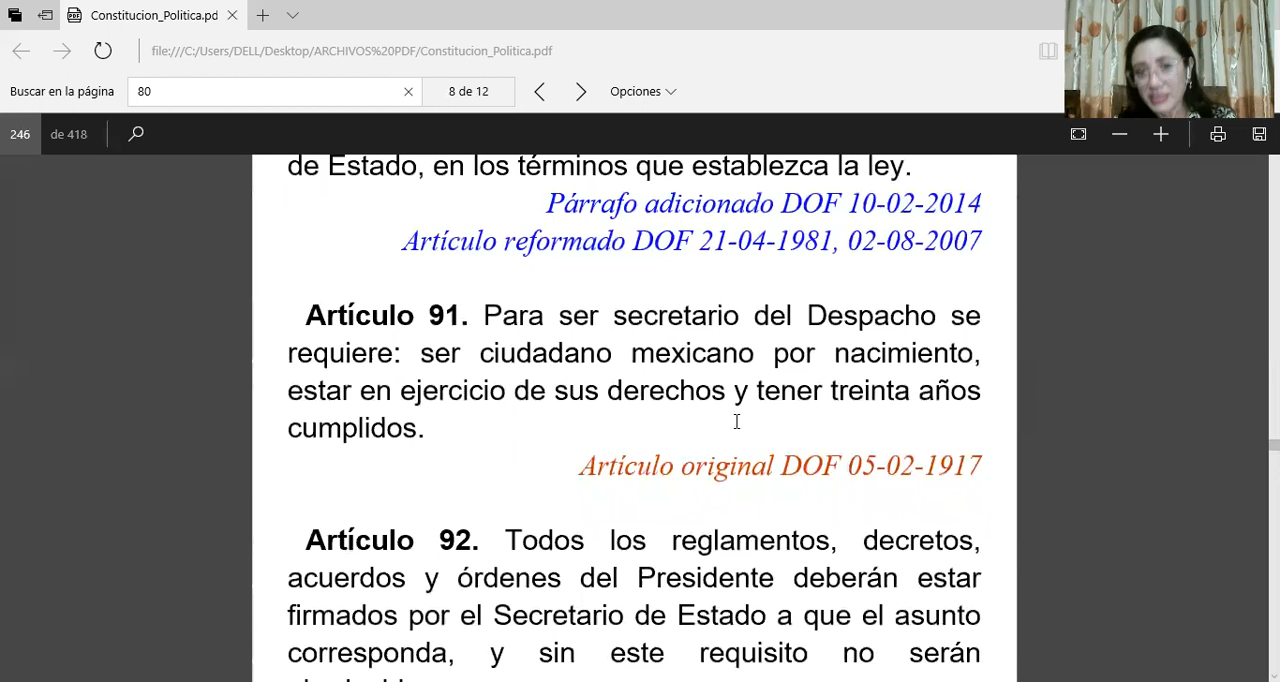 Constitucion_Politica.pd
file:///C:/Users/DELL/Desktop/ARCHIVOS%20PDF/Constitucion_Politica.pdf
Buscar en la página 80 8 de 12 Opciones
246 de 418
de Estado, en los términos que establezca la ley.
Párrafo adicionado DOF 10-02-2014
Artículo reformado DOF 21-04-1981, 02-08-2007
Artículo 91. Para ser secretario del Despacho se
requiere: ser ciudadano mexicano por nacimiento,
estar en ejercicio de sus derechos y tener treinta años
cumplidos.
Artículo original DOF 05-02-1917
Artículo 92. Todos los reglamentos, decretos,
acuerdos y órdenes del Presidente deberán estar
firmados por el Secretario de Estado a que el asunto
corresponda, y sin este requisito no serán